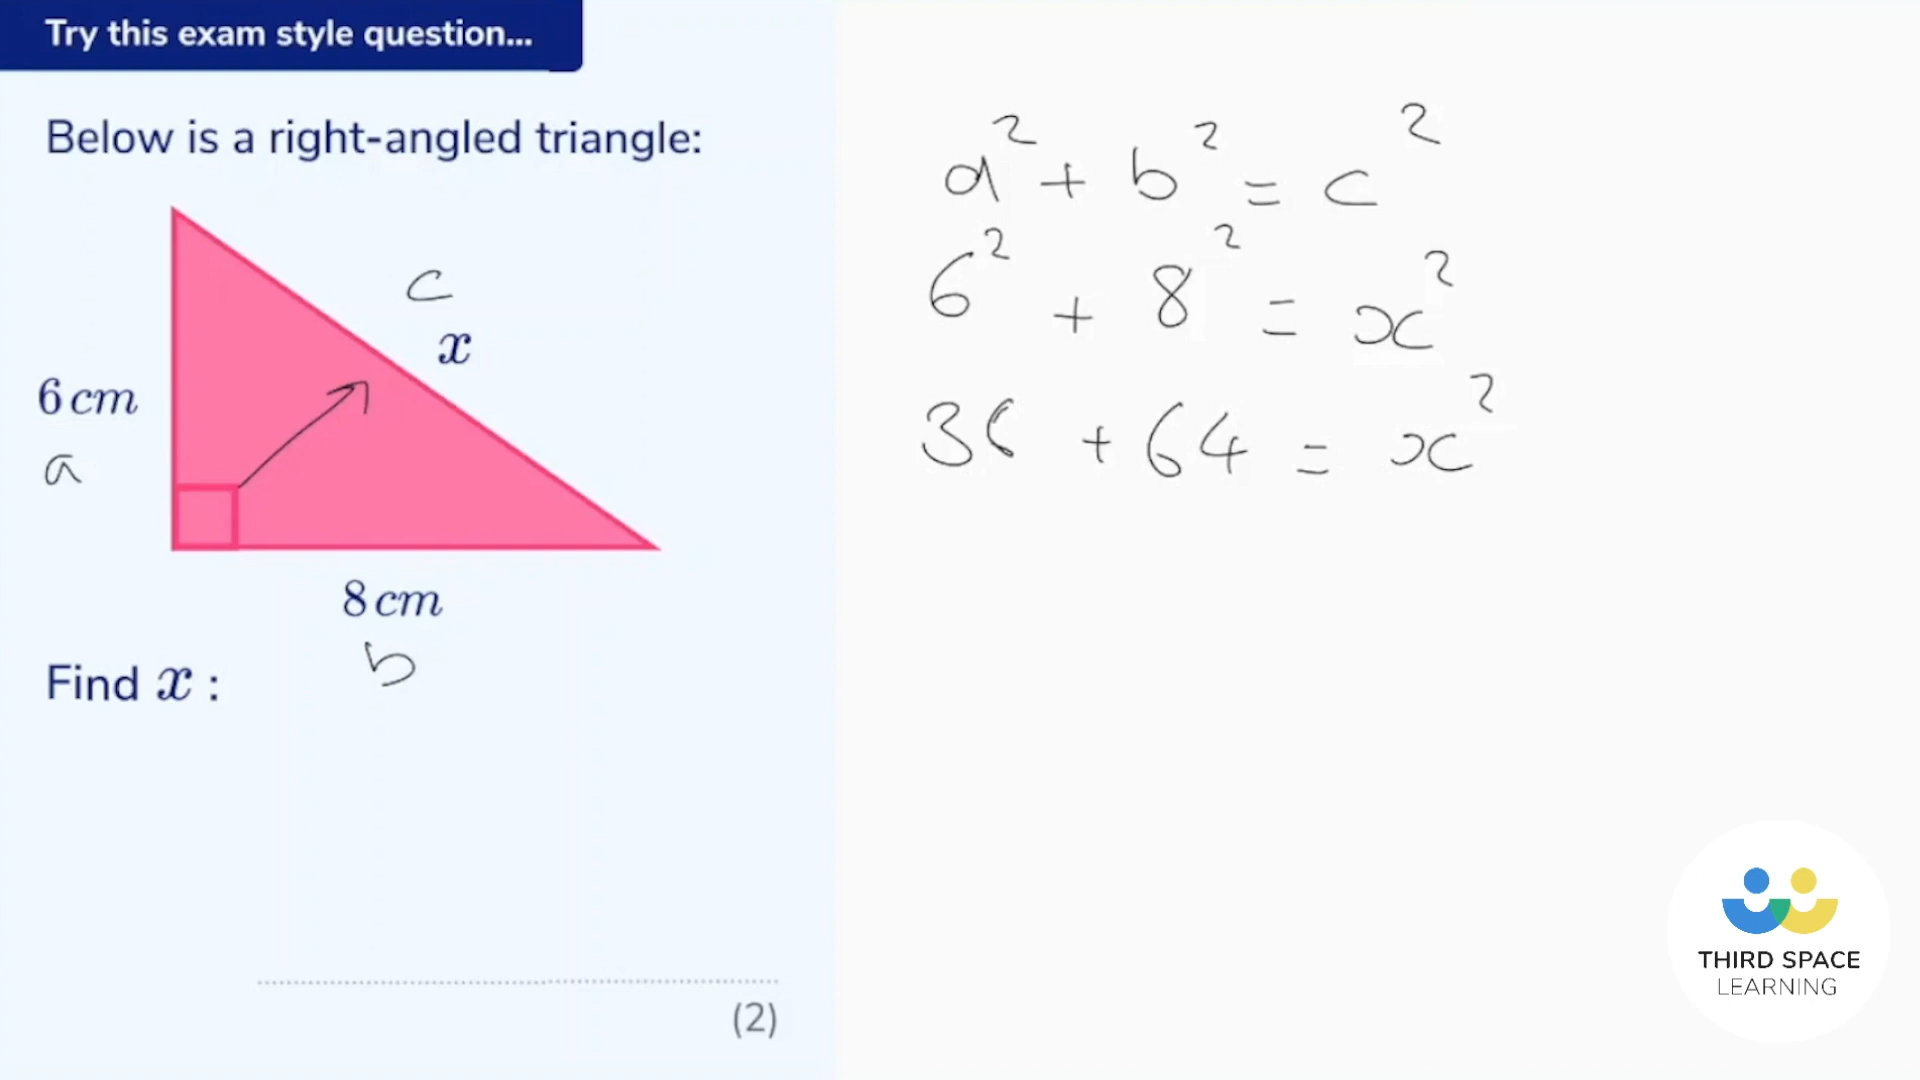 Try this exam style question...
Below is a right-angled triangle:
c
x
6 cm
a
8 cm
b
Find x :
(2)
a² + b² = c²
6² + 8² = x²
36 + 64 = x²
THIRD SPACE
LEARNING